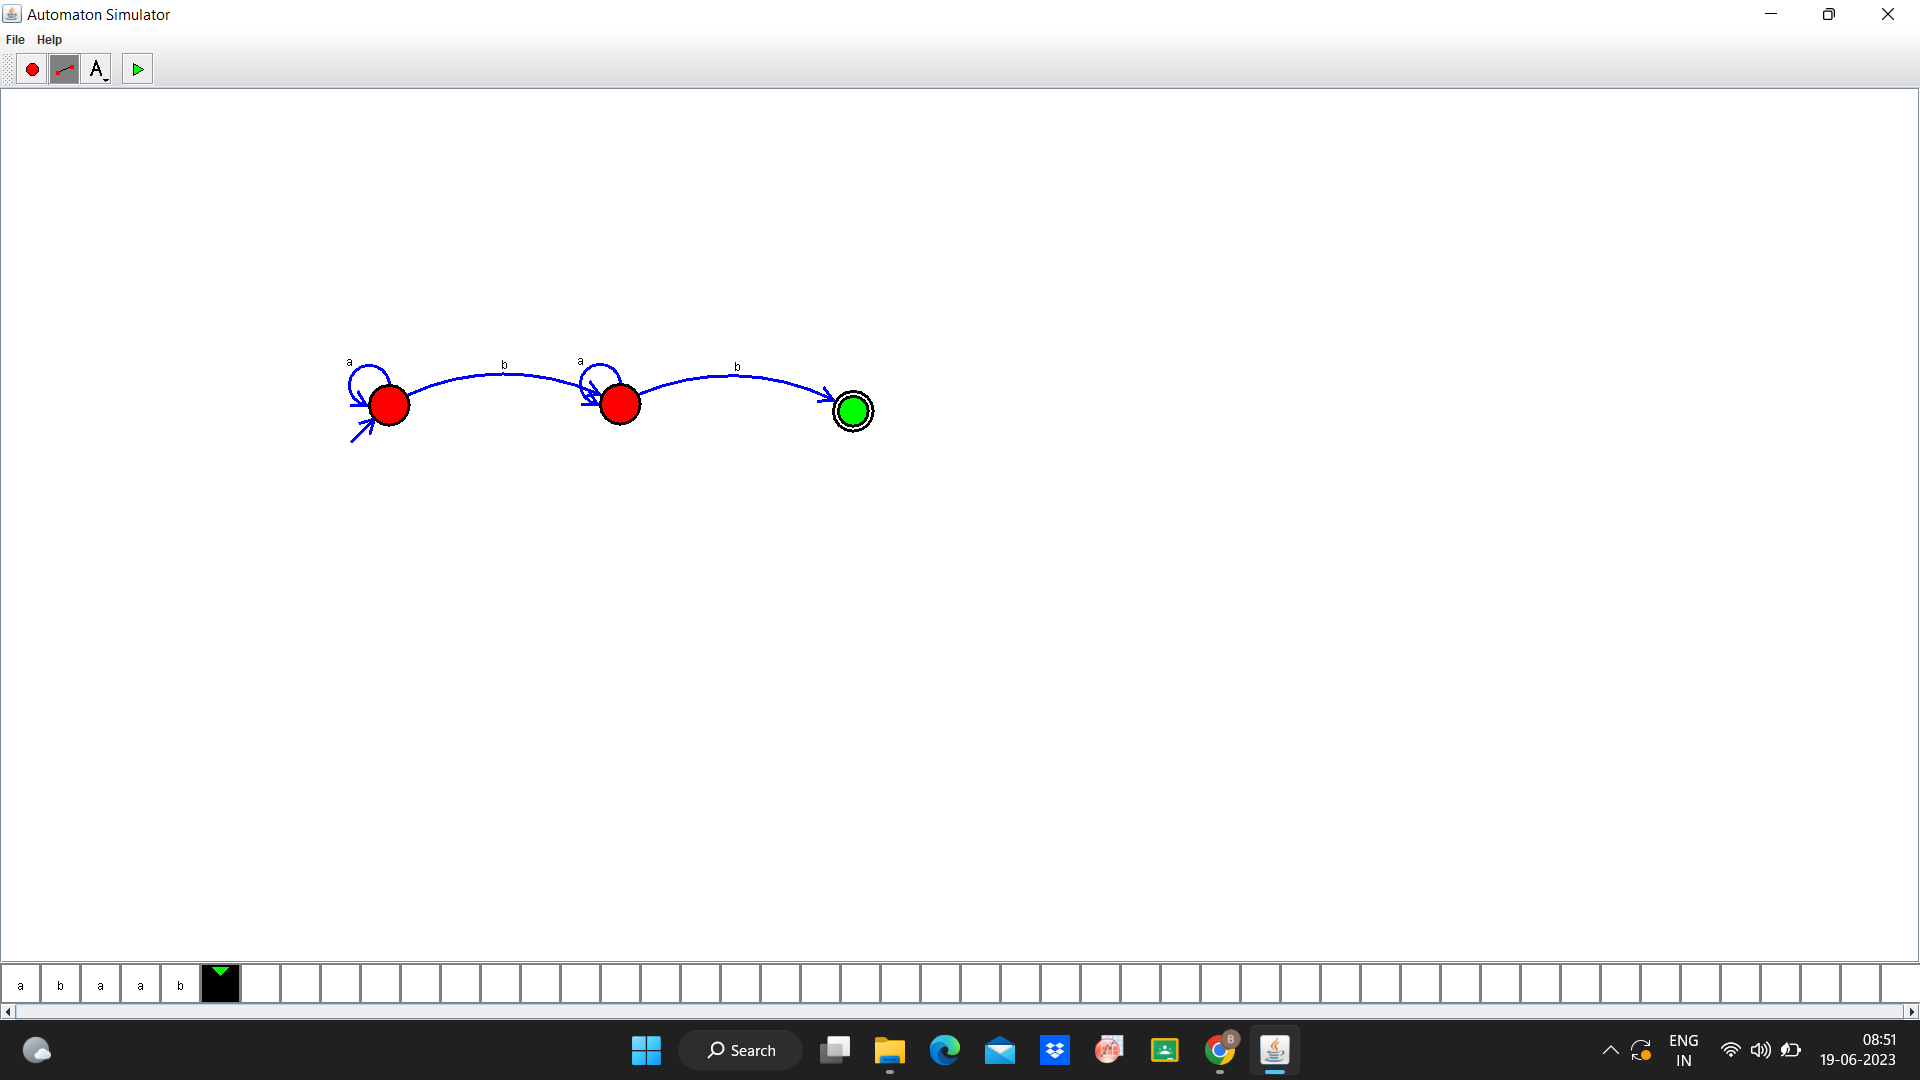 Automaton Simulator
File Help
A
a b a b
a b a a b
Search
B
ENG
IN
08:51
19-06-2023